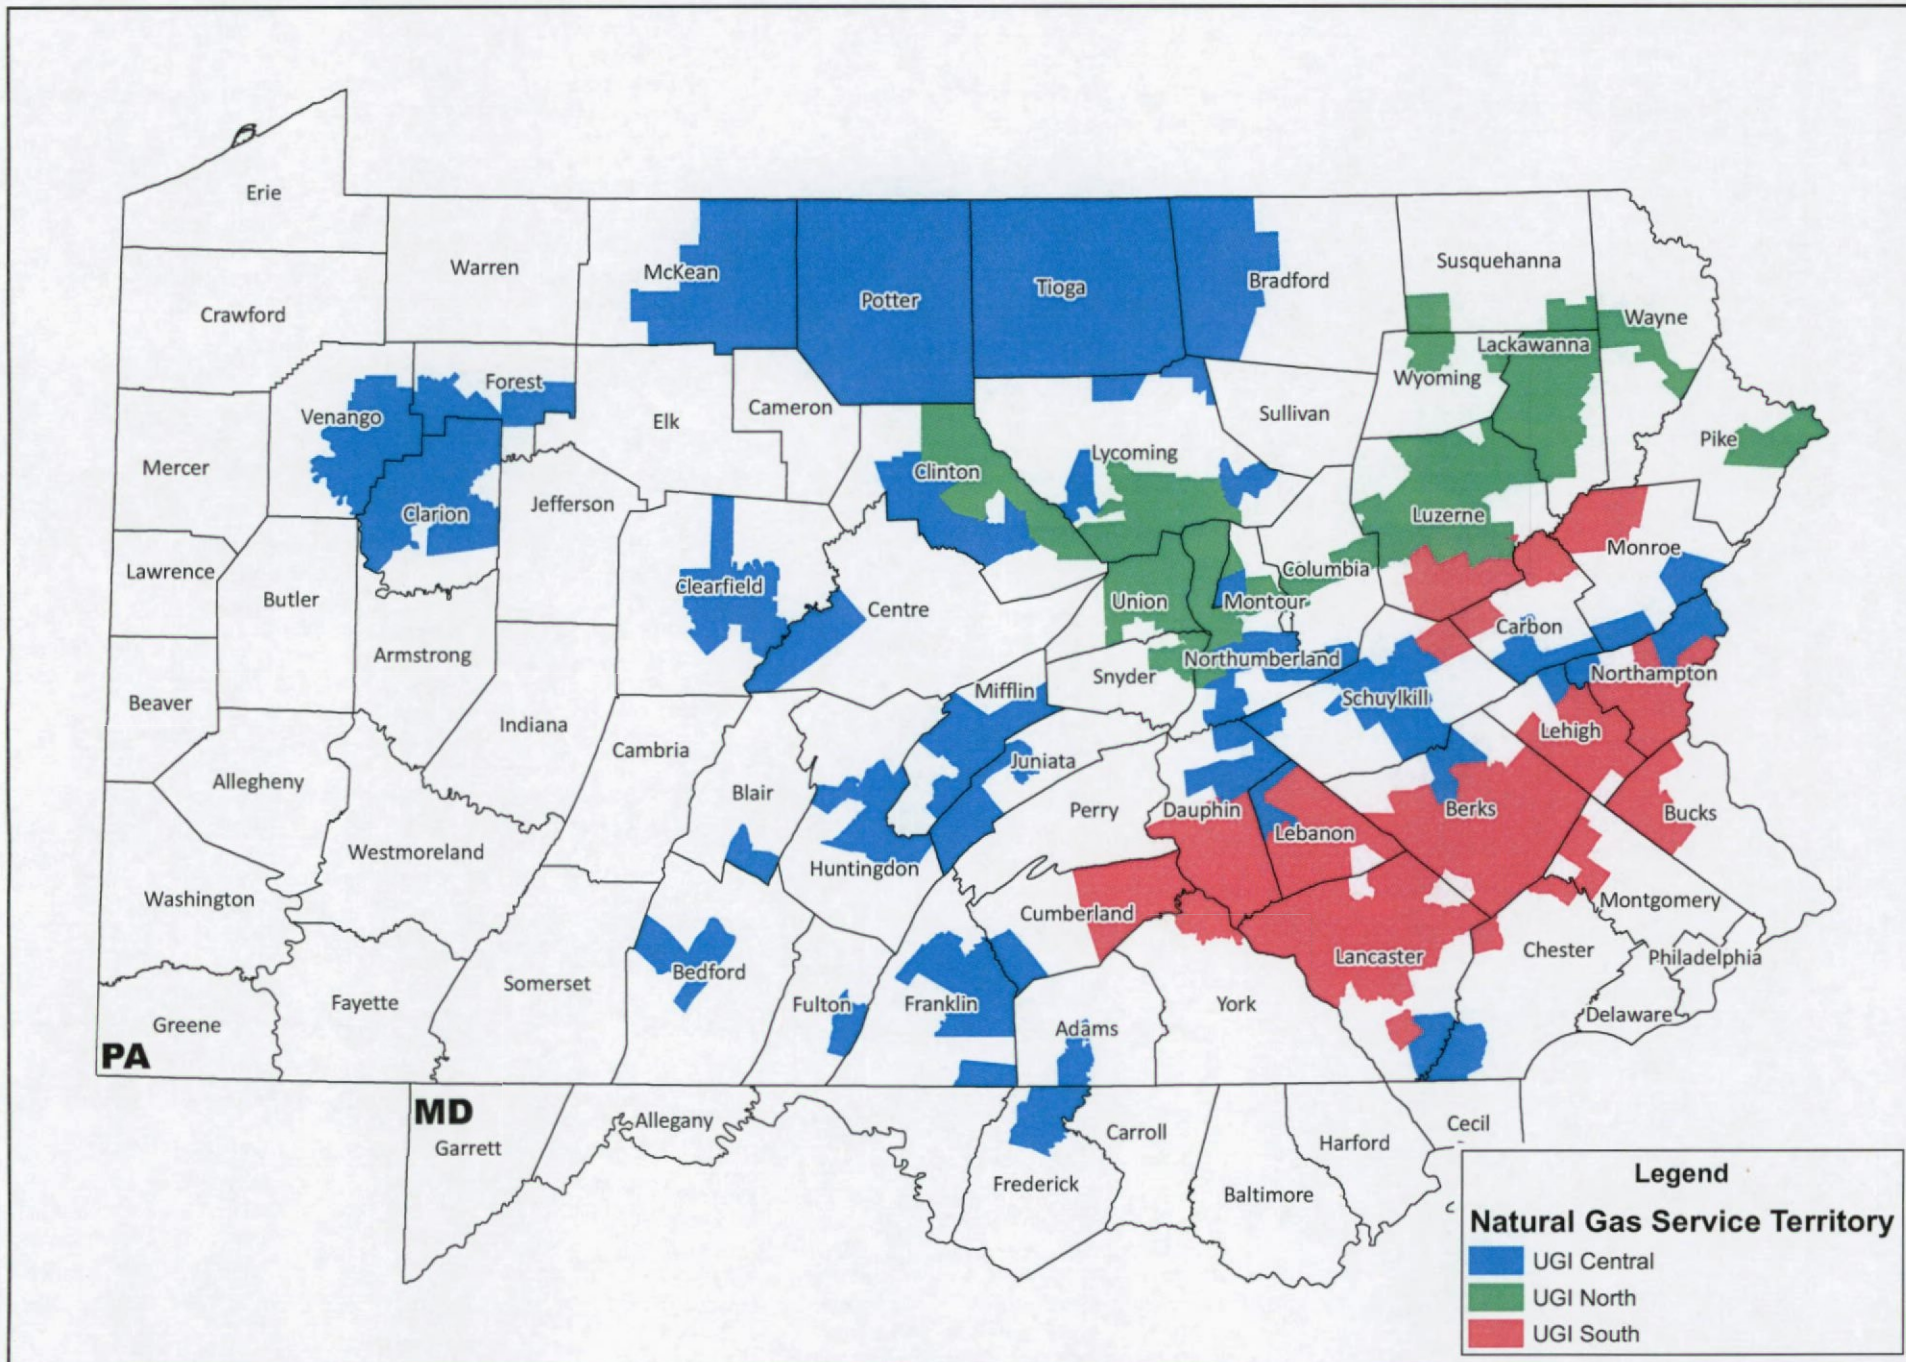 Erie
Warren
McKean
Potter
Tioga
Bradford
Susquehanna
Wayne
Crawford
Lackawanna
Wyoming
Forest
Venango
Elk
Cameron
Sullivan
Pike
Mercer
Clinton
Lycoming
Jefferson
Clarion
Luzerne
Monroe
Lawrence
Butler
Clearfield
Centre
Union
Montour
Columbia
Carbon
Armstrong
Snyder
Northumberland
Northampton
Beaver
Indiana
Mifflin
Schuylkill
Lehigh
Cambria
Juniata
Allegheny
Blair
Perry
Dauphin
Lebanon
Berks
Bucks
Westmoreland
Huntingdon
Washington
Cumberland
Montgomery
Lancaster
Chester
Philadelphia
Somerset
Bedford
Fulton
Franklin
York
Greene
Fayette
Adams
Delaware
PA
MD
Garrett
Allegany
Carroll
Harford
Cecil
Frederick
Baltimore
Legend
Natural Gas Service Territory
UGI Central
UGI North
UGI South